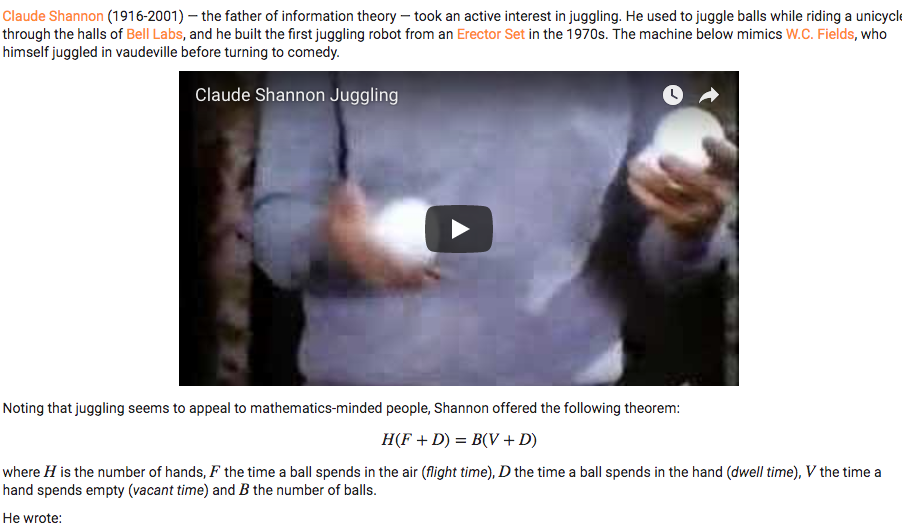 Claude Shannon (1916-2001) — the father of information theory — took an active interest in juggling. He used to juggle balls while riding a unicycle
through the halls of Bell Labs, and he built the first juggling robot from an Erector Set in the 1970s. The machine below mimics W.C. Fields, who
himself juggled in vaudeville before turning to comedy.
Claude Shannon Juggling
Noting that juggling seems to appeal to mathematics-minded people, Shannon offered the following theorem:
H(F + D) = B(V + D)
where H is the number of hands, F the time a ball spends in the air (flight time), D the time a ball spends in the hand (dwell time), V the time a
hand spends empty (vacant time) and B the number of balls.
He wrote: